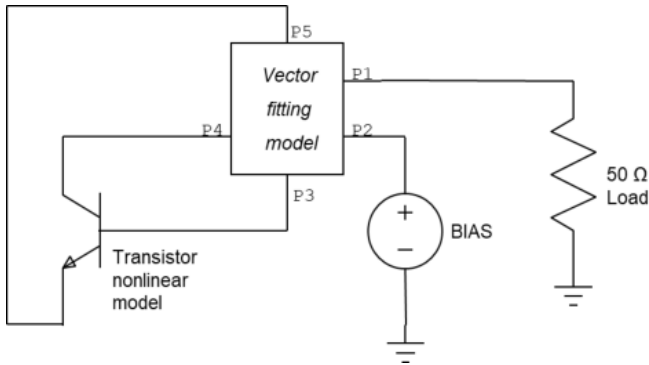 P5
Vector
fitting
model
P1
P4
P2
P3
50 Ω
Load
+
−
BIAS
Transistor
nonlinear
model